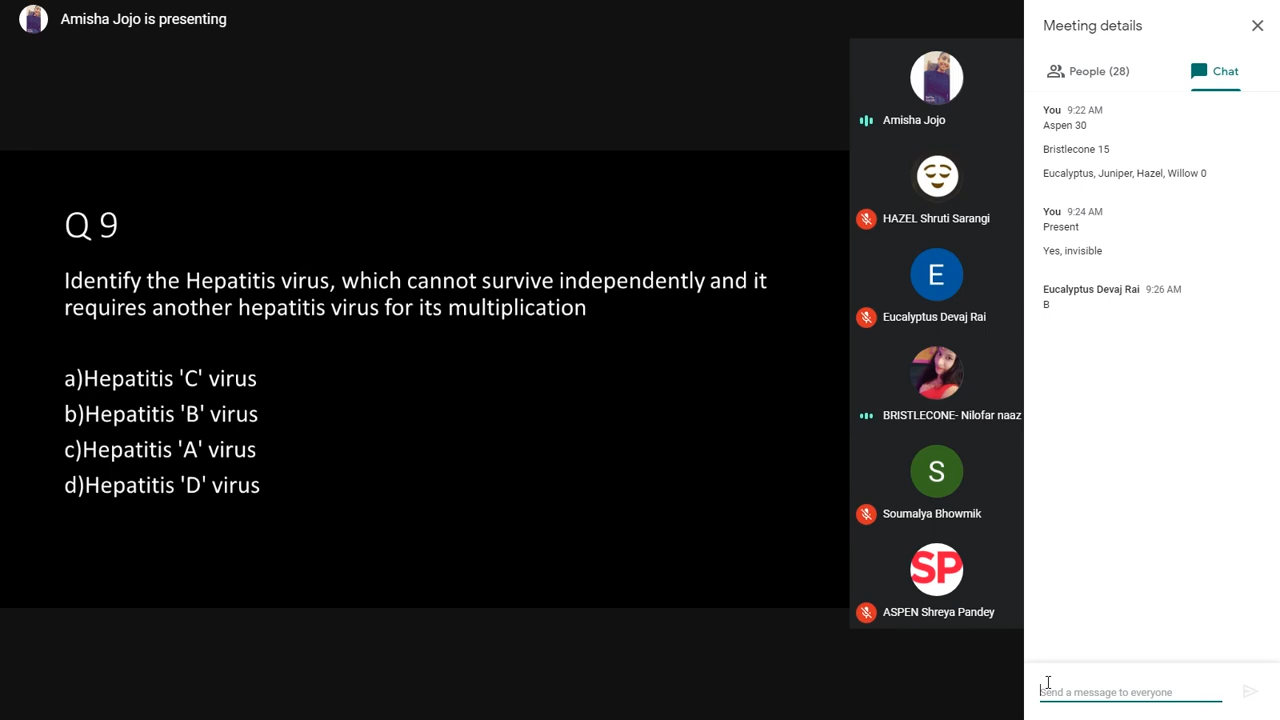 Amisha Jojo is presenting
Q 9
Identify the Hepatitis virus, which cannot survive independently and it
requires another hepatitis virus for its multiplication
a)Hepatitis 'C' virus
b)Hepatitis 'B' virus
c)Hepatitis 'A' virus
d)Hepatitis 'D' virus
Amisha Jojo
HAZEL Shruti Sarangi
E
Eucalyptus Devaj Rai
BRISTLECONE- Nilofar naaz
S
Soumalya Bhowmik
SP
ASPEN Shreya Pandey
Meeting details
People (28)
Chat
You 9:22 AM
Aspen 30
Bristlecone 15
Eucalyptus, Juniper, Hazel, Willow 0
You 9:24 AM
Present
Yes, invisible
Eucalyptus Devaj Rai 9:26 AM
B
Send a message to everyone